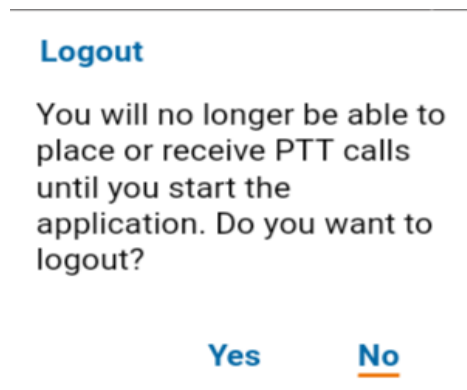 Logout
You will no longer be able to
place or receive PTT calls
until you start the
application. Do you want to
logout?
Yes No